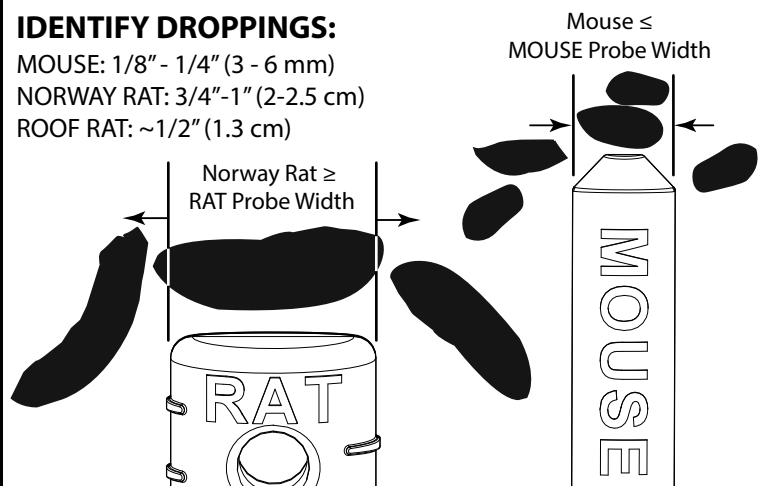 IDENTIFY DROPPINGS:
MOUSE: 1/8” - 1/4” (3 - 6 mm)
NORWAY RAT: 3/4”-1” (2-2.5 cm)
ROOF RAT: ~1/2” (1.3 cm)
Mouse ≤
MOUSE Probe Width
Norway Rat ≥
RAT Probe Width
RAT
MOUSE